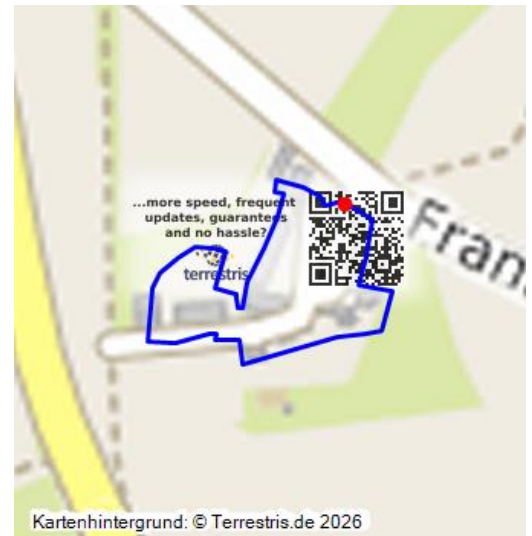 ...more speed, frequent
updates, guarantees
and no hassle?
terrestris
Fran
Kartenhintergrund: © Terrestris.de 2026